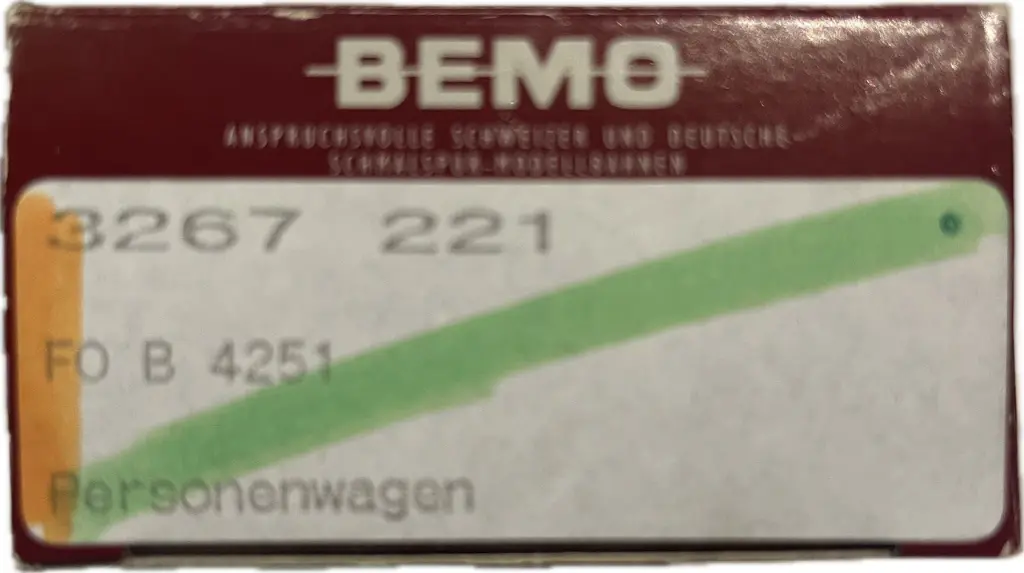 BEMO
ANSPRUCHSVOLLE SCHWEIZER UND DEUTSCHE
SCHMALSPUR-MODELLBAHNEN
3267 221
FO B 4251
Personenwagen